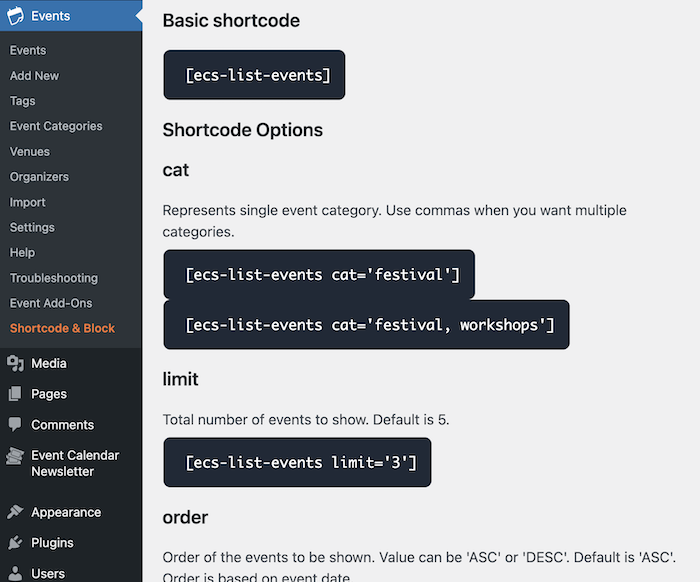 Events
Events
Add New
Tags
Event Categories
Venues
Organizers
Import
Settings
Help
Troubleshooting
Event Add-Ons
Shortcode & Block
Media
Pages
Comments
Event Calendar
Newsletter
Appearance
Plugins
Users
Basic shortcode
[ecs-list-events]
Shortcode Options
cat
Represents single event category. Use commas when you want multiple
categories.
[ecs-list-events cat='festival']
[ecs-list-events cat='festival, workshops']
limit
Total number of events to show. Default is 5.
[ecs-list-events limit='3']
order
Order of the events to be shown. Value can be 'ASC' or 'DESC'. Default is 'ASC'.
Order is based on event date